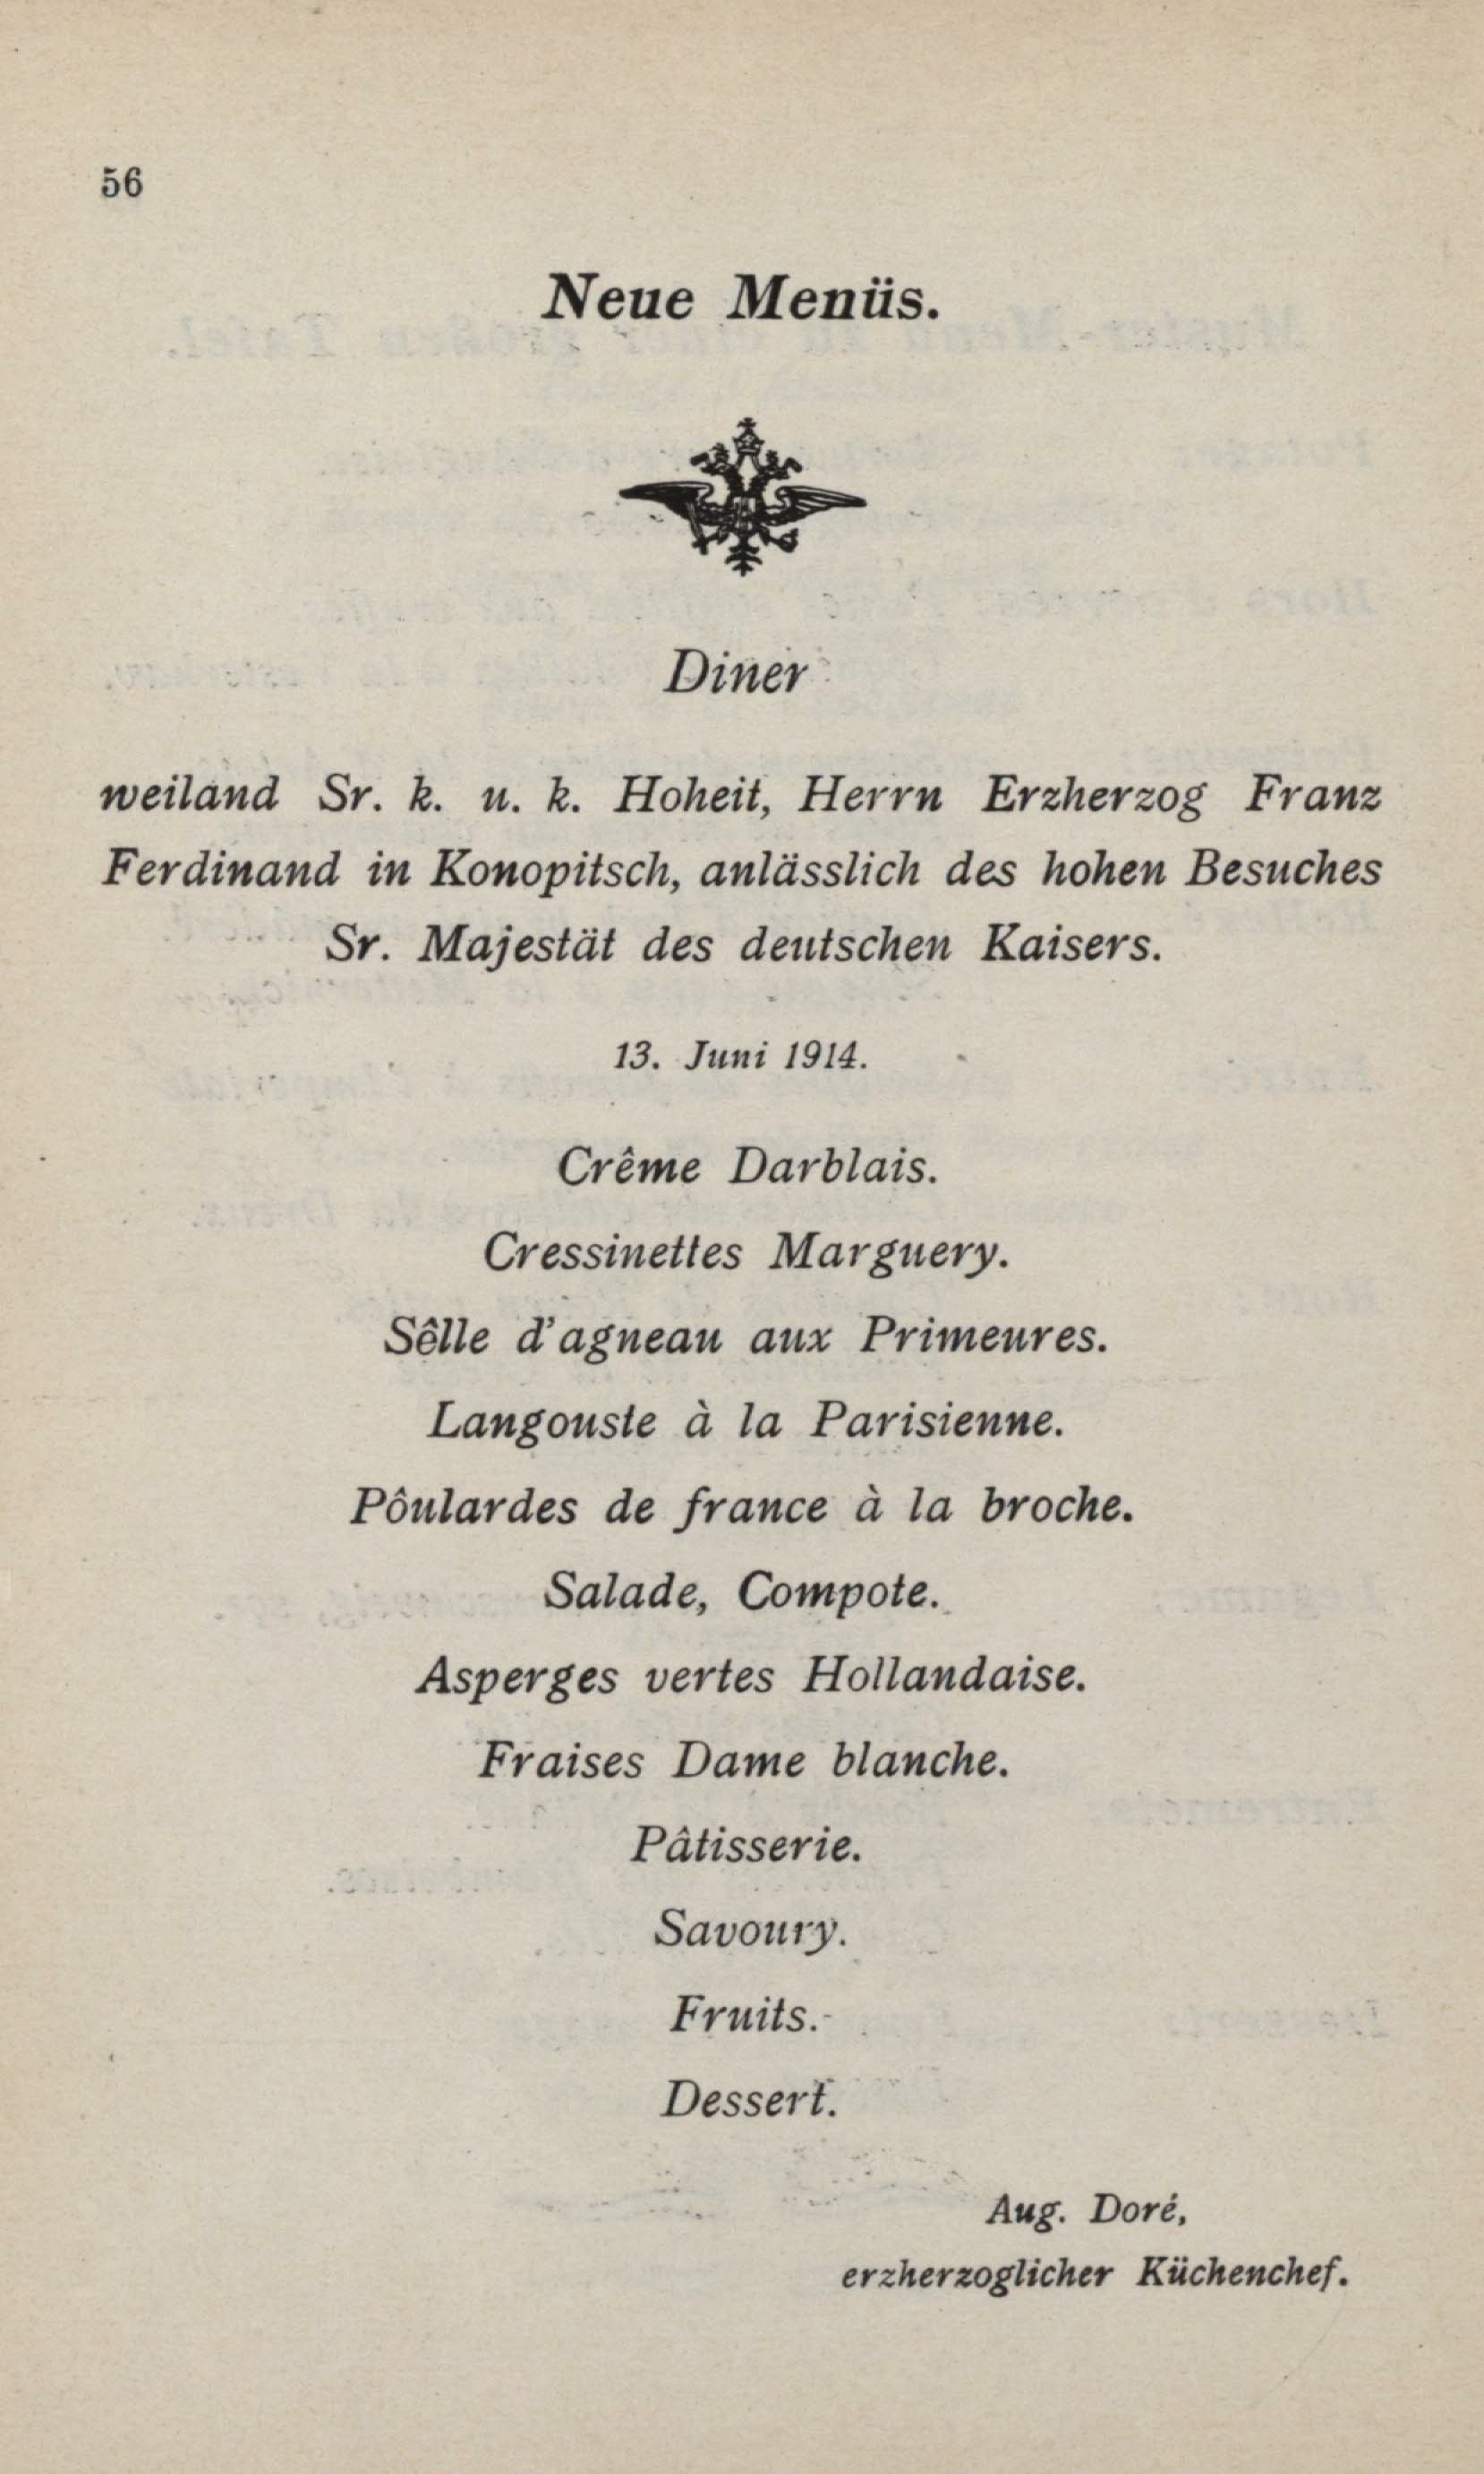 56
Neue Menüs.
Diner
weiland Sr. k. u. k. Hoheit, Herrn Erzherzog Franz
Ferdinand in Konopitsch, anlässlich des hohen Besuches
Sr. Majestät des deutschen Kaisers.
13. Juni 1914.
Crême Darblais.
Cressinettes Marguery.
Sêlle d'agneau aux Primeures.
Langouste à la Parisienne.
Pôulardes de france à la broche.
Salade, Compote.
Asperges vertes Hollandaise.
Fraises Dame blanche.
Pâtisserie.
Savoury.
Fruits.
Dessert.
Aug. Doré,
erzherzoglicher Küchenchef.